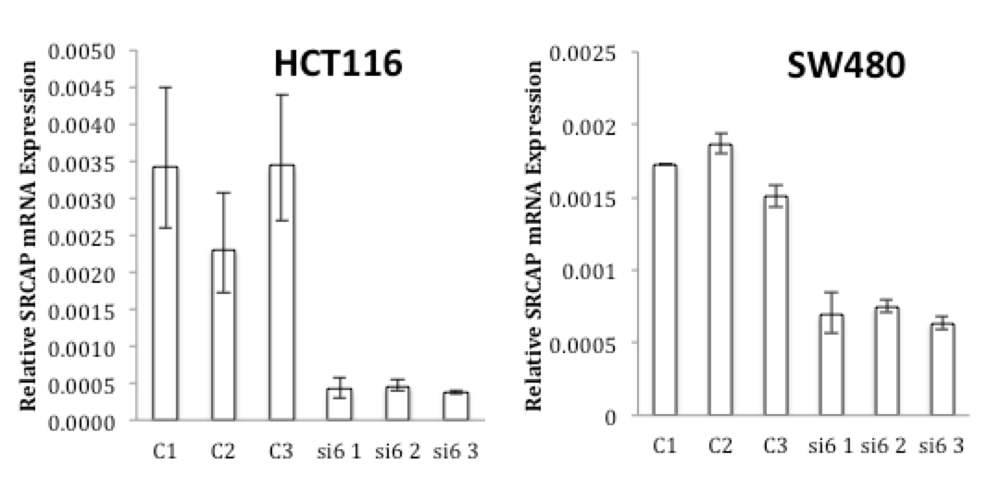 HCT116
Relative SRCAP mRNA Expression
0.0050
0.0045
0.0040
0.0035
0.0030
0.0025
0.0020
0.0015
0.0010
0.0005
0.0000
C1 C2 C3 si6 1 si6 2 si6 3
SW480
Relative SRCAP mRNA Expression
0.0025
0.002
0.0015
0.001
0.0005
0
C1 C2 C3 si6 1 si6 2 si6 3